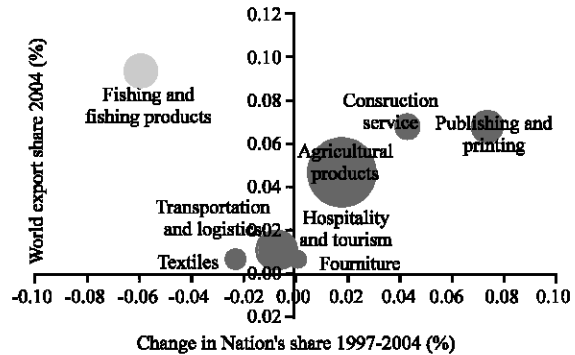 World export share 2004 (%)
0.12
0.10
0.08
0.06
0.04
0.02
0.00
0.02
Fishing and
fishing products
Consruction
service
Publishing and
printing
Agricultural
products
Transportation
and logistics
Hospitality
and tourism
Textiles
Fourniture
-0.10 -0.08 -0.06 -0.04 -0.02 0.00 0.02 0.04 0.06 0.08 0.10
Change in Nation's share 1997-2004 (%)